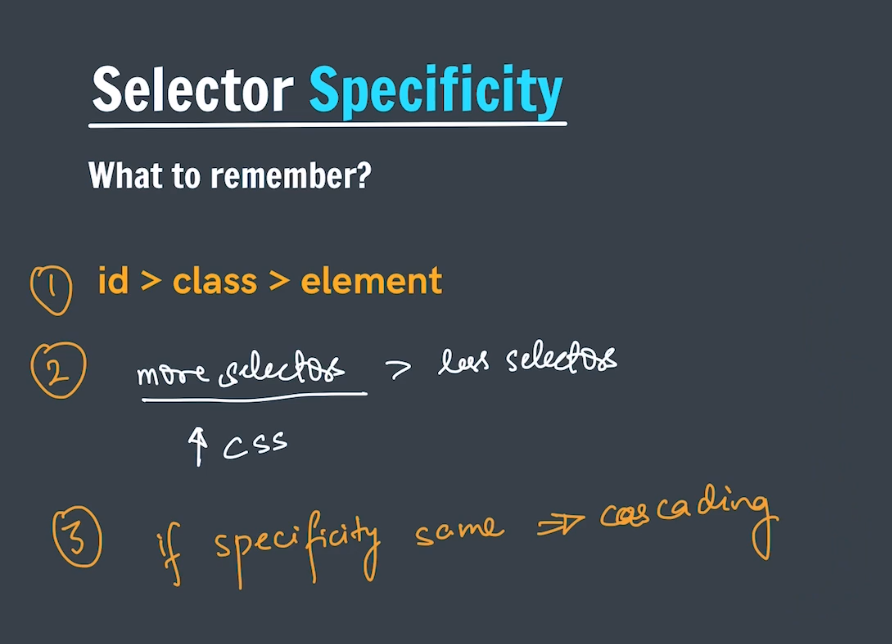 Selector Specificity
What to remember?
1 id > class > element
2 more selectors > less selectors
↑ css
3 if specificity same ⇒ cascading